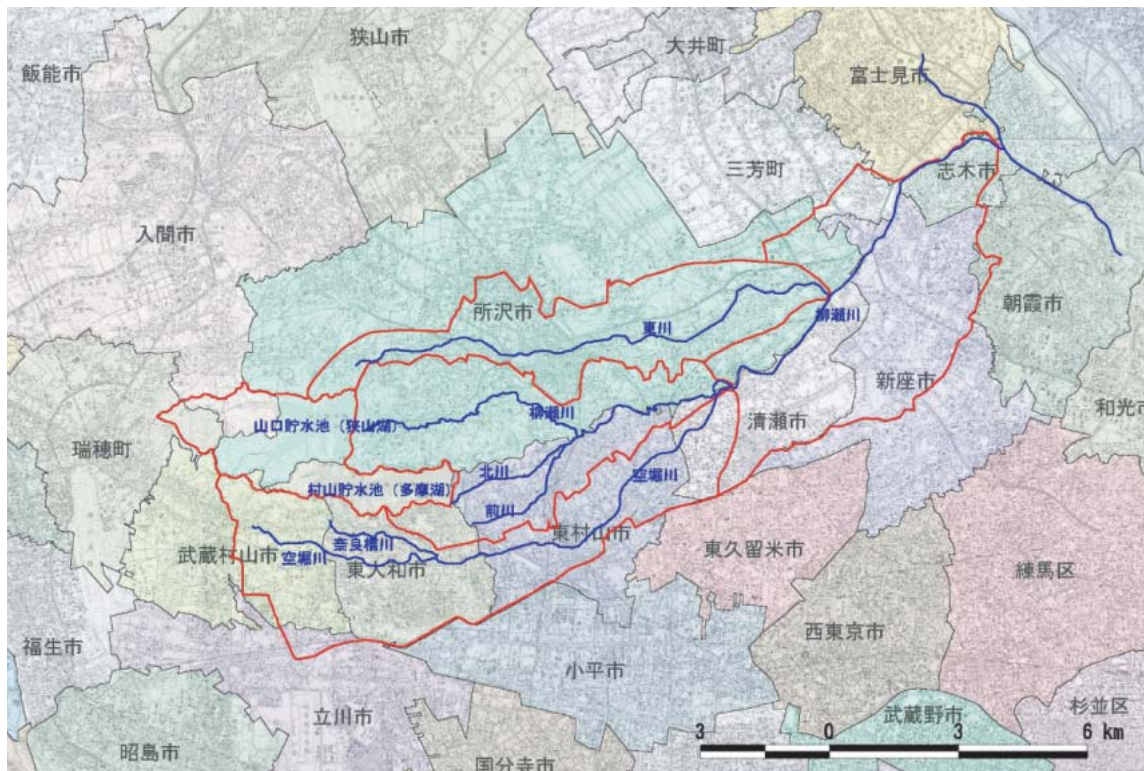 狭山市
大井町
飯能市
富士見市
三芳町
志木市
入間市
所沢市
東川
柳瀬川
朝霞市
新座市
和光市
柳瀬川
山口貯水池（狭山湖）
清瀬市
瑞穂町
北川
空堀川
村山貯水池（多摩湖）
前川
東村山市
奈良橋川
武蔵村山市
空堀川
東大和市
東久留米市
練馬区
西東京市
福生市
小平市
杉並区
立川市
武蔵野市
3 0 3 6 km
昭島市
国分寺市